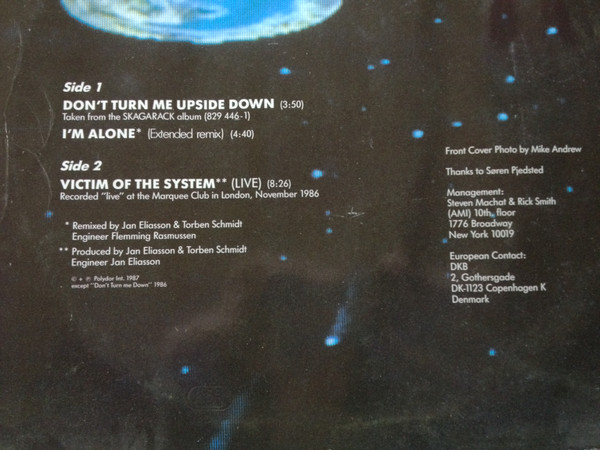 Side 1
DON'T TURN ME UPSIDE DOWN (3:50)
Taken from the SKAGARACK album (829 446-1)
I'M ALONE* (Extended remix) (4:40)
Side 2
VICTIM OF THE SYSTEM** (LIVE) (8:26)
Recorded "live" at the Marquee Club in London, November 1986
* Remixed by Jan Eliasson & Torben Schmidt
Engineer Flemming Rasmussen
** Produced by Jan Eliasson & Torben Schmidt
Engineer Jan Eliasson
© + ℗ Polydor Int. 1987
except "Don't Turn me Down" 1986
Front Cover Photo by Mike Andrew
Thanks to Søren Pjedsted
Management:
Steven Machat & Rick Smith
(AMI) 10th, floor
1776 Broadway
New York 10019
European Contact:
DKB
2, Gothersgade
DK-1123 Copenhagen K
Denmark